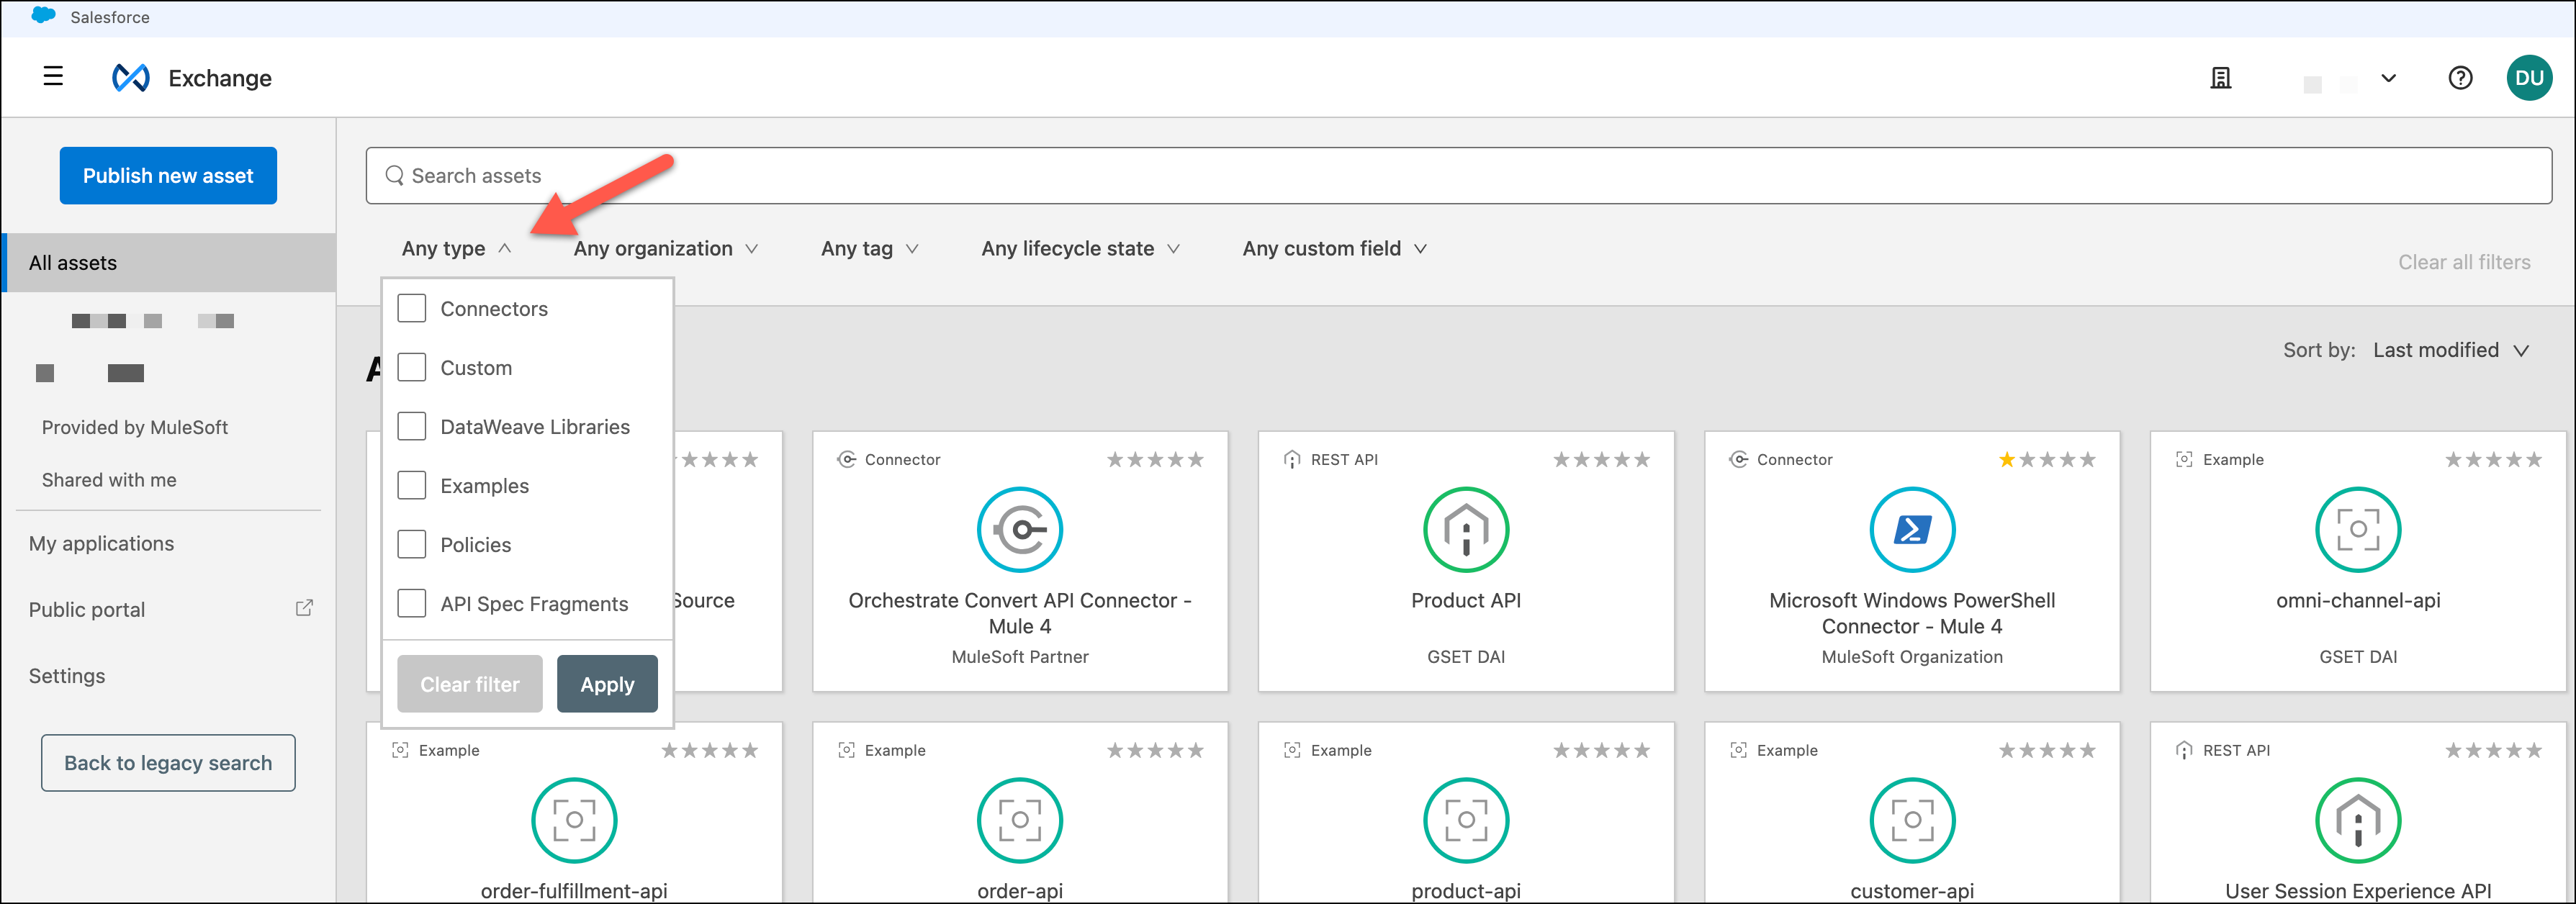 Salesforce
Exchange
DU
Publish new asset
Search assets
Any type
Any organization
Any tag
Any lifecycle state
Any custom field
Clear all filters
All assets
Provided by MuleSoft
Shared with me
My applications
Public portal
Settings
Back to legacy search
Connectors
Custom
DataWeave Libraries
Examples
Policies
API Spec Fragments
Clear filter
Apply
Sort by: Last modified
Source
Connector
Orchestrate Convert API Connector -
Mule 4
MuleSoft Partner
REST API
Product API
GSET DAI
Connector
Microsoft Windows PowerShell
Connector - Mule 4
MuleSoft Organization
Example
omni-channel-api
GSET DAI
Example
order-fulfillment-api
Example
order-api
Example
product-api
Example
customer-api
REST API
User Session Experience API